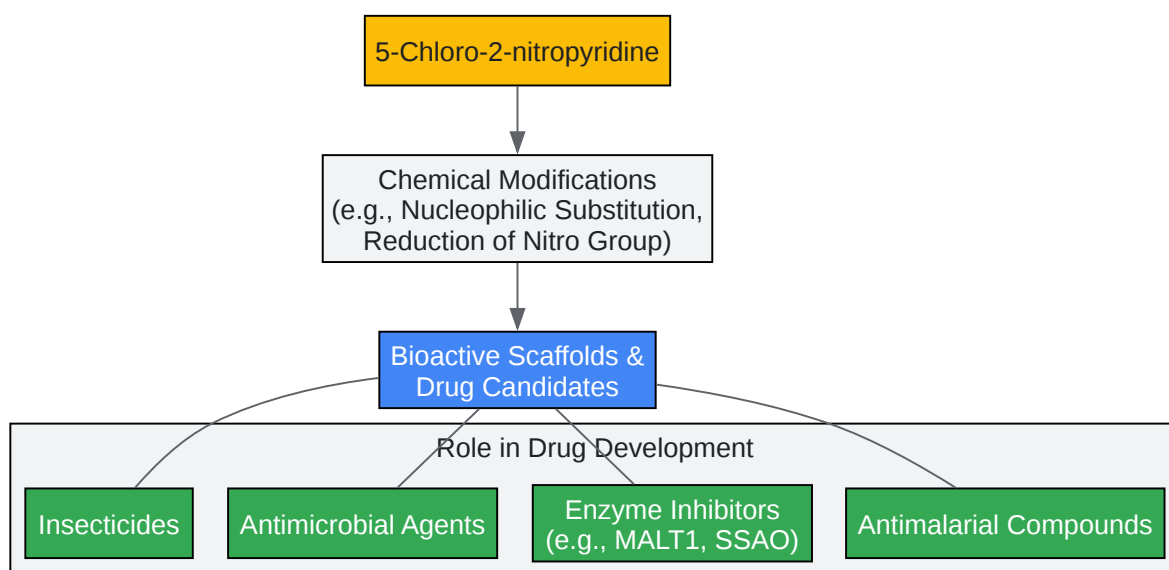 5-Chloro-2-nitropyridine
Chemical Modifications
(e.g., Nucleophilic Substitution,
Reduction of Nitro Group)
Bioactive Scaffolds &
Drug Candidates
Role in Drug Development
Insecticides
Antimicrobial Agents
Enzyme Inhibitors
(e.g., MALT1, SSAO)
Antimalarial Compounds